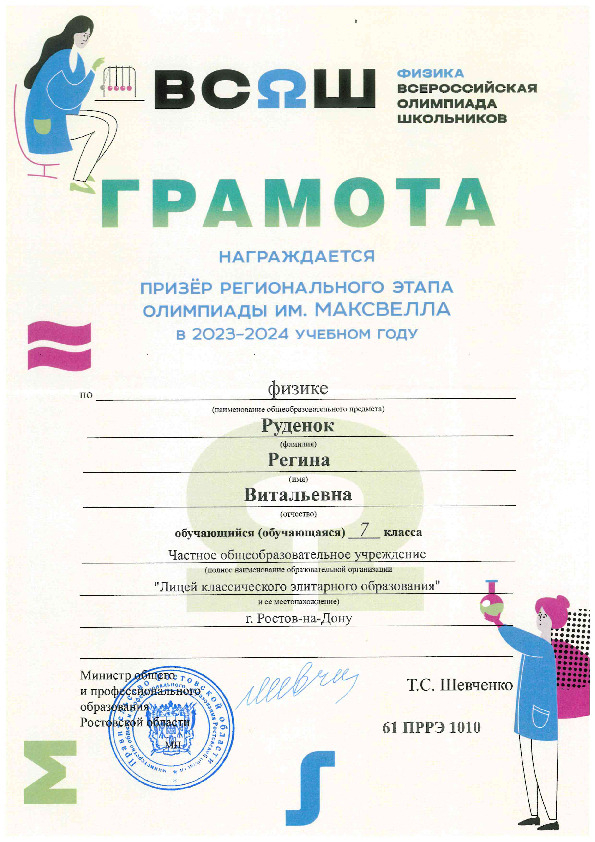 ВСΩШ
ФИЗИКА
ВСЕРОССИЙСКАЯ
ОЛИМПИАДА
ШКОЛЬНИКОВ
ГРАМОТА
НАГРАЖДАЕТСЯ
ПРИЗЁР РЕГИОНАЛЬНОГО ЭТАПА
ОЛИМПИАДЫ ИМ. МАКСВЕЛЛА
В 2023-2024 УЧЕБНОМ ГОДУ
по физике
(наименование общеобразовательного предмета)
Руденок
(фамилия)
Регина
(имя)
Витальевна
(отчество)
обучающийся (обучающаяся) 7 класса
Частное общеобразовательное учреждение
(полное наименование образовательной организации
"Лицей классического элитарного образования"
и ее местонахождение)
г. Ростов-на-Дону
Министр общего
и профессионального
образования
Ростовской области
Т.С. Шевченко
МП
61 ПРРЭ 1010